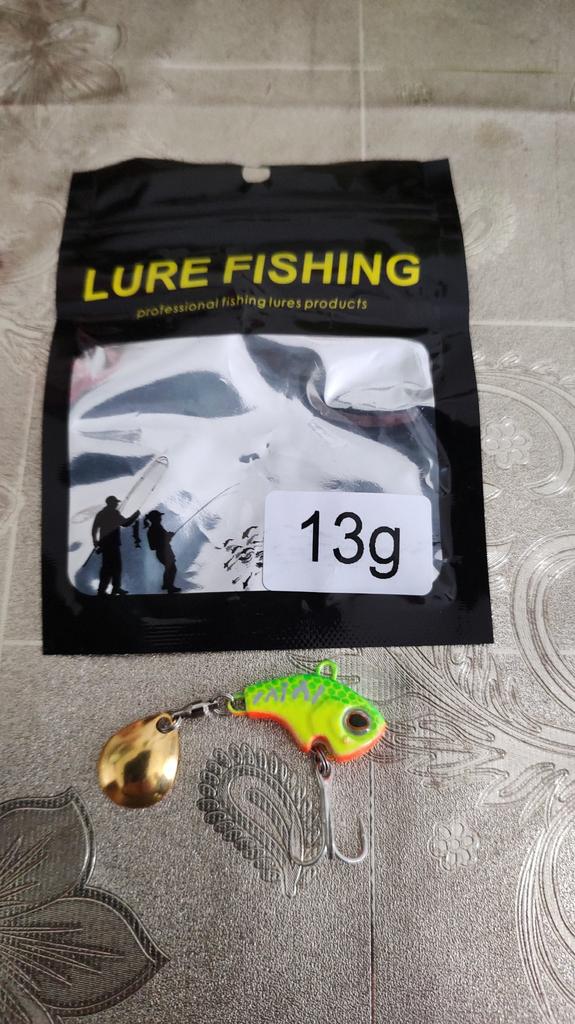 LURE FISHING
professional fishing lures products
13g